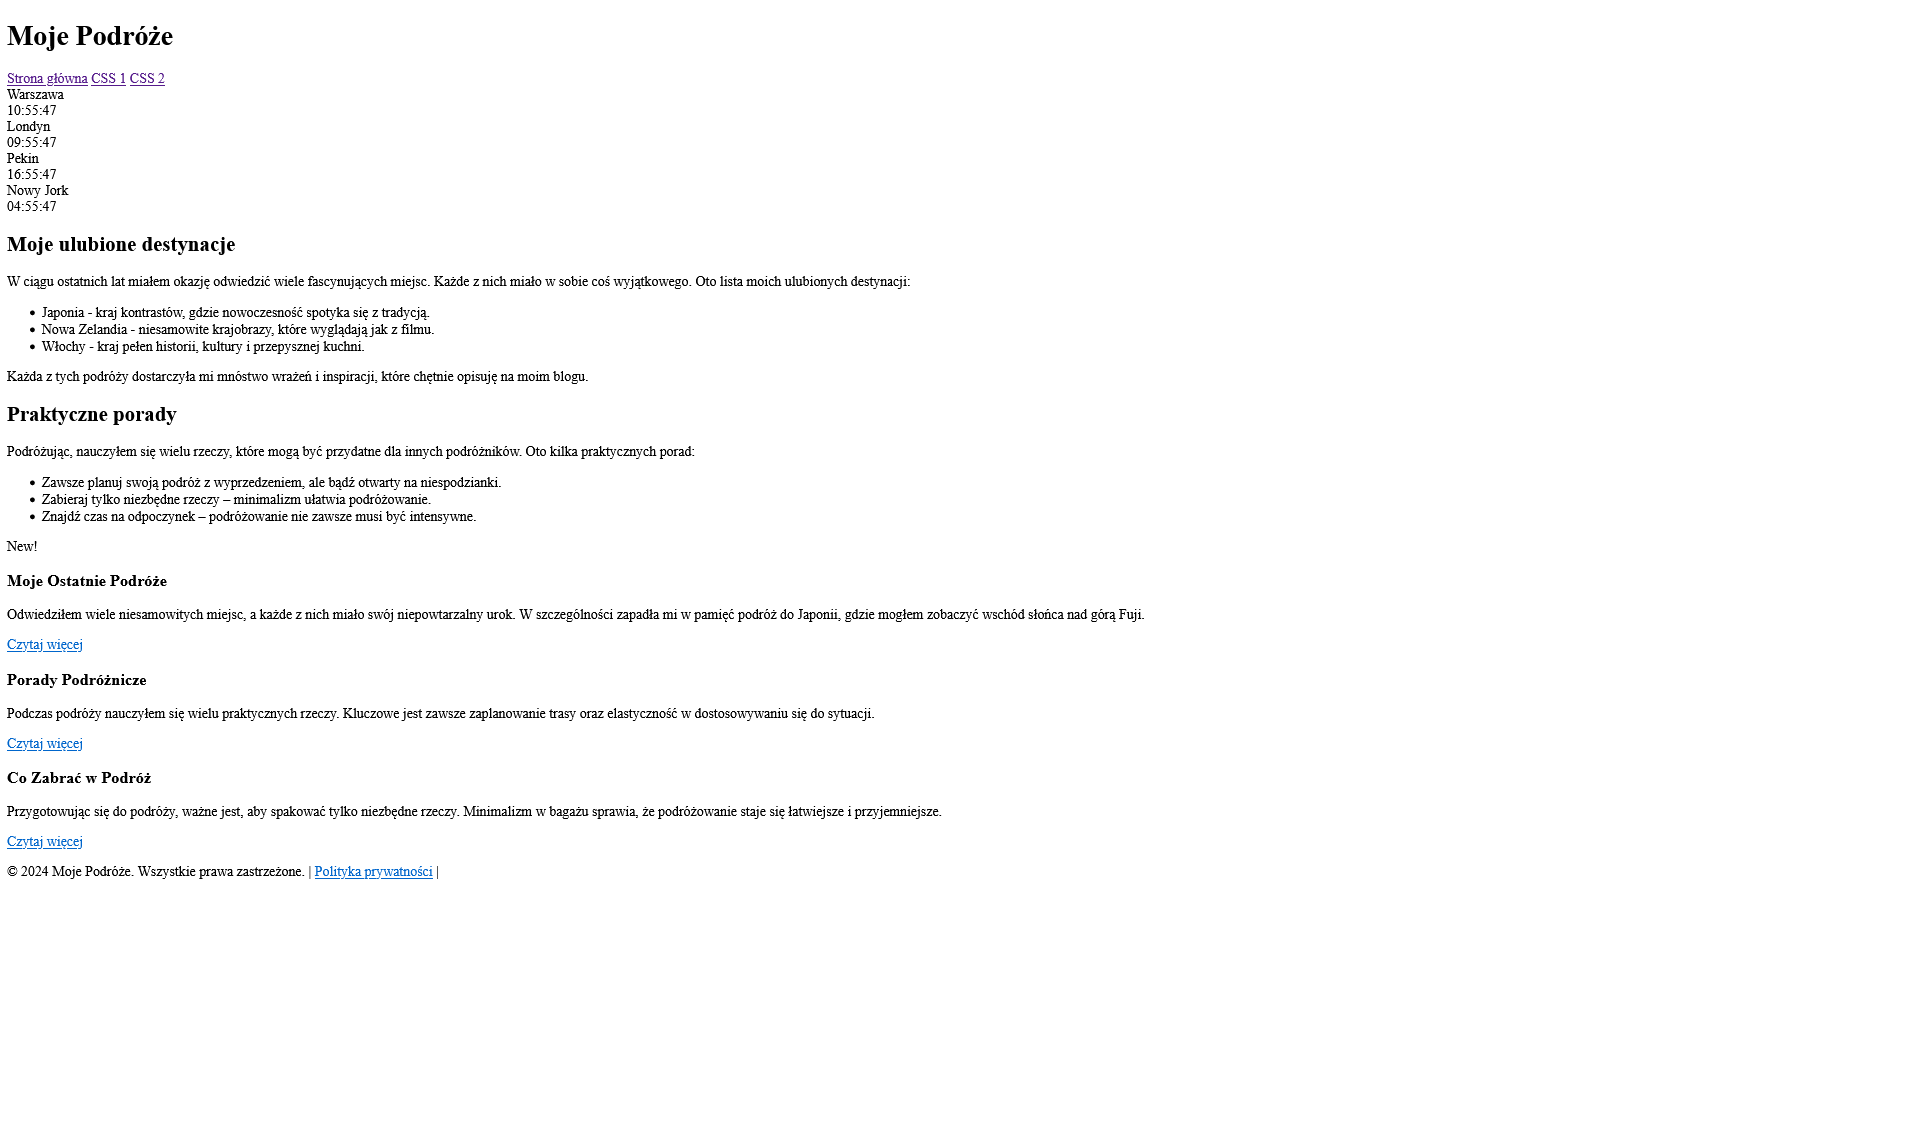 Moje Podróże
Strona główna CSS 1 CSS 2
Warszawa
10:55:47
Londyn
09:55:47
Pekin
16:55:47
Nowy Jork
04:55:47
Moje ulubione destynacje
W ciągu ostatnich lat miałem okazję odwiedzić wiele fascynujących miejsc. Każde z nich miało w sobie coś wyjątkowego. Oto lista moich ulubionych destynacji:
• Japonia - kraj kontrastów, gdzie nowoczesność spotyka się z tradycją.
• Nowa Zelandia - niesamowite krajobrazy, które wyglądają jak z filmu.
• Włochy - kraj pełen historii, kultury i przepysznej kuchni.
Każda z tych podróży dostarczyła mi mnóstwo wrażeń i inspiracji, które chętnie opisuję na moim blogu.
Praktyczne porady
Podróżując, nauczyłem się wielu rzeczy, które mogą być przydatne dla innych podróżników. Oto kilka praktycznych porad:
• Zawsze planuj swoją podróż z wyprzedzeniem, ale bądź otwarty na niespodzianki.
• Zabieraj tylko niezbędne rzeczy – minimalizm ułatwia podróżowanie.
• Znajdź czas na odpoczynek – podróżowanie nie zawsze musi być intensywne.
New!
Moje Ostatnie Podróże
Odwiedziłem wiele niesamowitych miejsc, a każde z nich miało swój niepowtarzalny urok. W szczególności zapadła mi w pamięć podróż do Japonii, gdzie mogłem zobaczyć wschód słońca nad górą Fuji.
Czytaj więcej
Porady Podróżnicze
Podczas podróży nauczyłem się wielu praktycznych rzeczy. Kluczowe jest zawsze zaplanowanie trasy oraz elastyczność w dostosowywaniu się do sytuacji.
Czytaj więcej
Co Zabrać w Podróż
Przygotowując się do podróży, ważne jest, aby spakować tylko niezbędne rzeczy. Minimalizm w bagażu sprawia, że podróżowanie staje się łatwiejsze i przyjemniejsze.
Czytaj więcej
© 2024 Moje Podróże. Wszystkie prawa zastrzeżone. | Polityka prywatności |